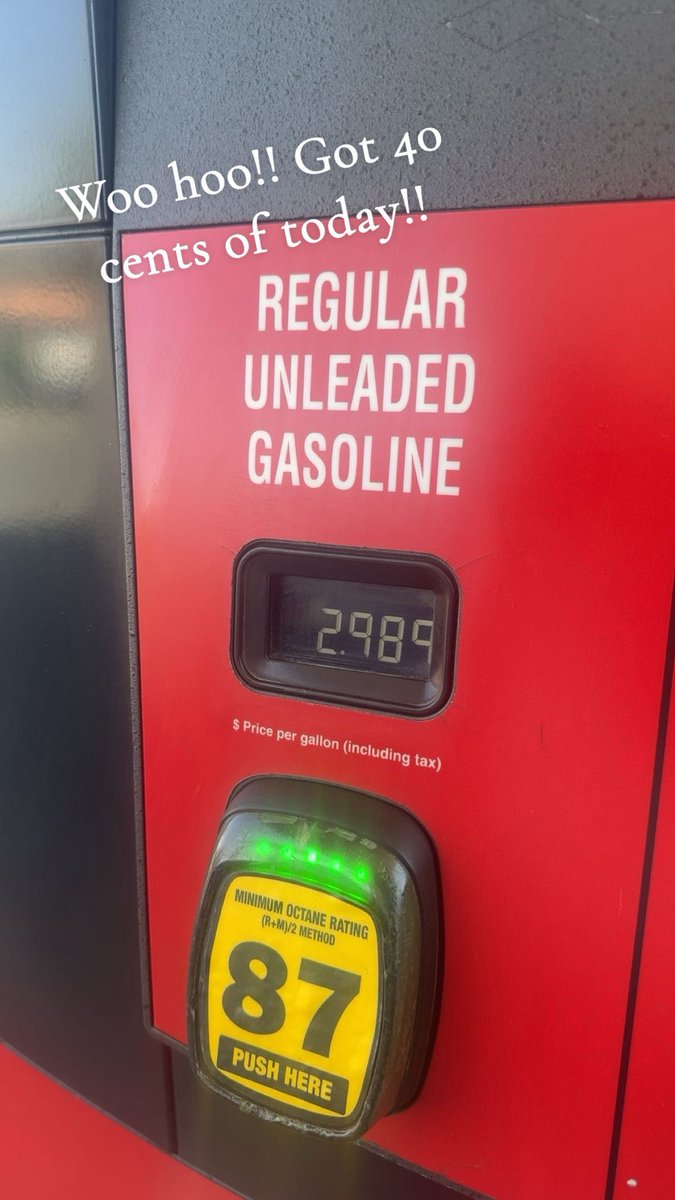 Woo hoo!! Got 40
cents of today!!
REGULAR
UNLEADED
GASOLINE
2.989
$ Price per gallon (including tax)
MINIMUM OCTANE RATING
(R+M)/2 METHOD
87
PUSH HERE